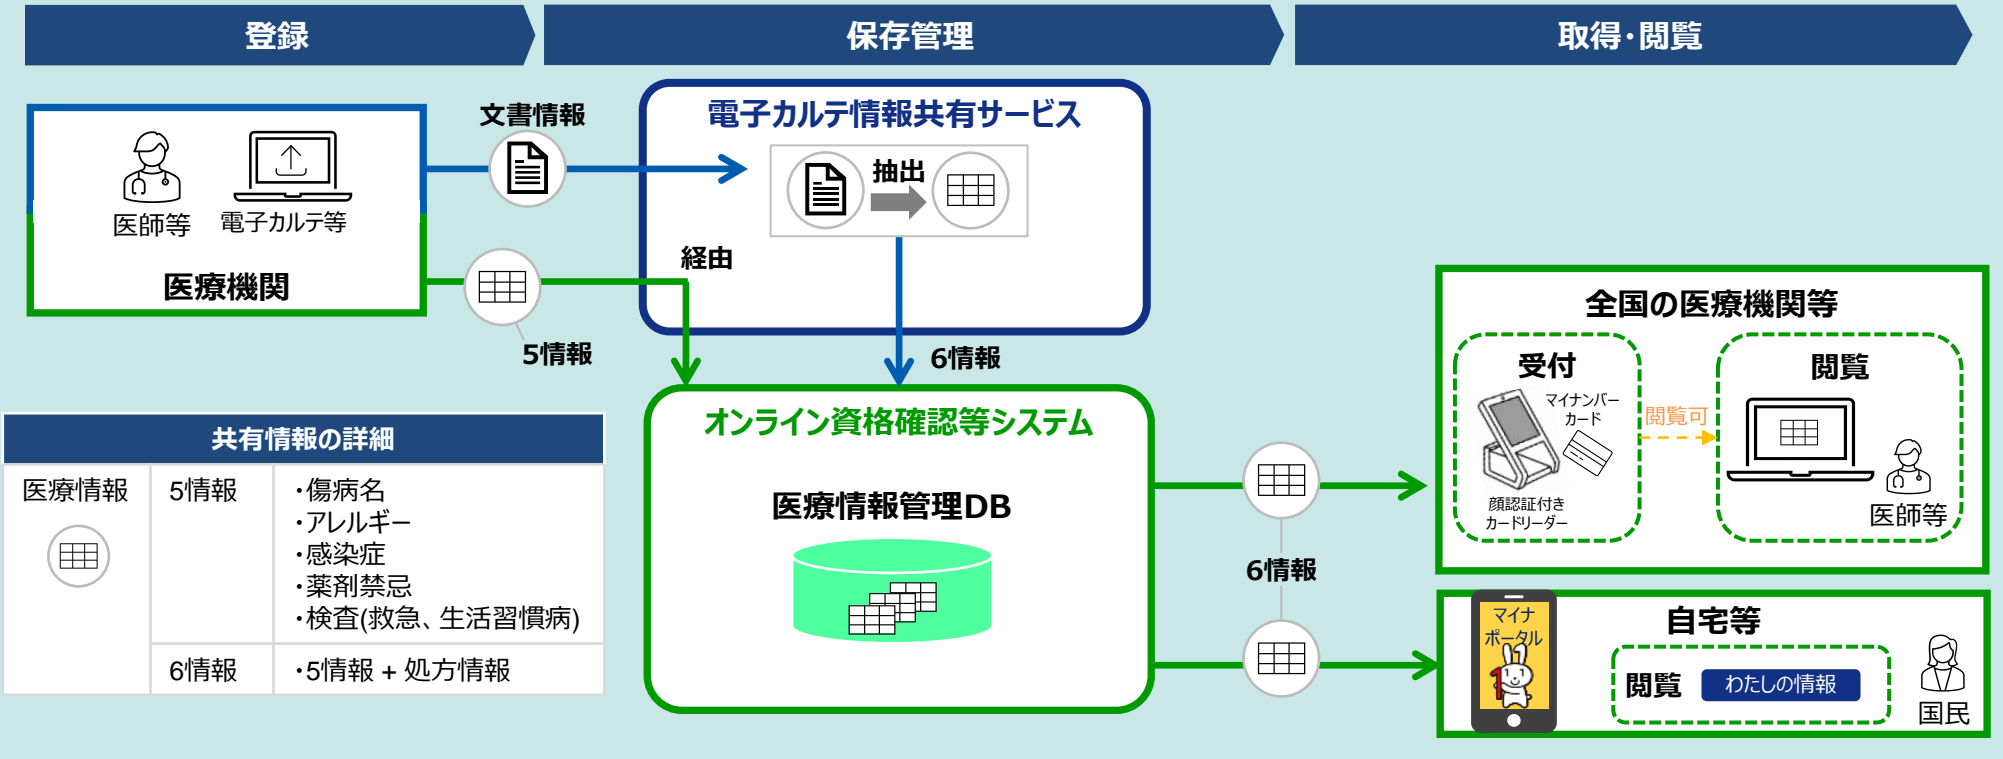 登録
保存管理
取得・閲覧
文書情報
電子カルテ情報共有サービス
抽出
医師等
電子カルテ等
医療機関
経由
5情報
6情報
共有情報の詳細
医療情報
5情報
・傷病名
・アレルギー
・感染症
・薬剤禁忌
・検査(救急、生活習慣病)
6情報
・5情報 + 処方情報
オンライン資格確認等システム
医療情報管理DB
6情報
全国の医療機関等
受付
マイナンバー
カード
顔認証付き
カードリーダー
閲覧可
閲覧
医師等
マイナ
ポータル
1
自宅等
閲覧
わたしの情報
国民